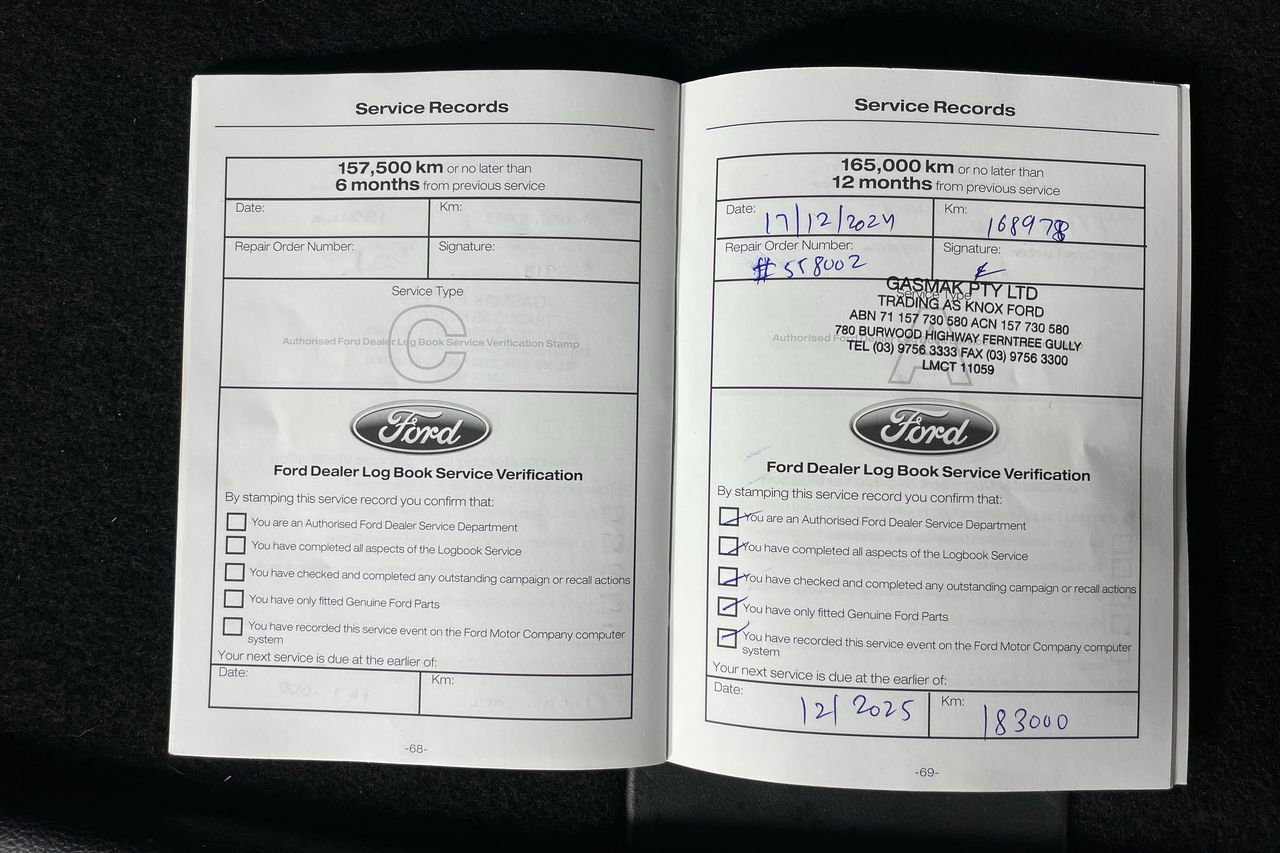 Service Records
157,500 km or no later than
6 months from previous service
Date:
Km:
Repair Order Number:
Signature:
Service Type
C
Authorised Ford Dealer Log Book Service Verification Stamp
Ford
Ford Dealer Log Book Service Verification
By stamping this service record you confirm that:
You are an Authorised Ford Dealer Service Department
You have completed all aspects of the Logbook Service
You have checked and completed any outstanding campaign or recall actions
You have only fitted Genuine Ford Parts
You have recorded this service event on the Ford Motor Company computer
system
Your next service is due at the earlier of:
Date:
Km:
-68-
Service Records
165,000 km or no later than
12 months from previous service
Date: 17/12/2024
Km: 168978
Repair Order Number:
#558002
Signature:
Service Type
GASMAK PTY LTD
TRADING AS KNOX FORD
ABN 71 157 730 580 ACN 157 730 580
780 BURWOOD HIGHWAY FERNTREE GULLY
TEL (03) 9756 3333 FAX (03) 9756 3300
LMCT 11059
Authorised Ford
A
Ford
Ford Dealer Log Book Service Verification
By stamping this service record you confirm that:
You are an Authorised Ford Dealer Service Department
You have completed all aspects of the Logbook Service
You have checked and completed any outstanding campaign or recall actions
You have only fitted Genuine Ford Parts
You have recorded this service event on the Ford Motor Company computer
system
Your next service is due at the earlier of:
Date: 12/ 2025
Km: 183000
-69-